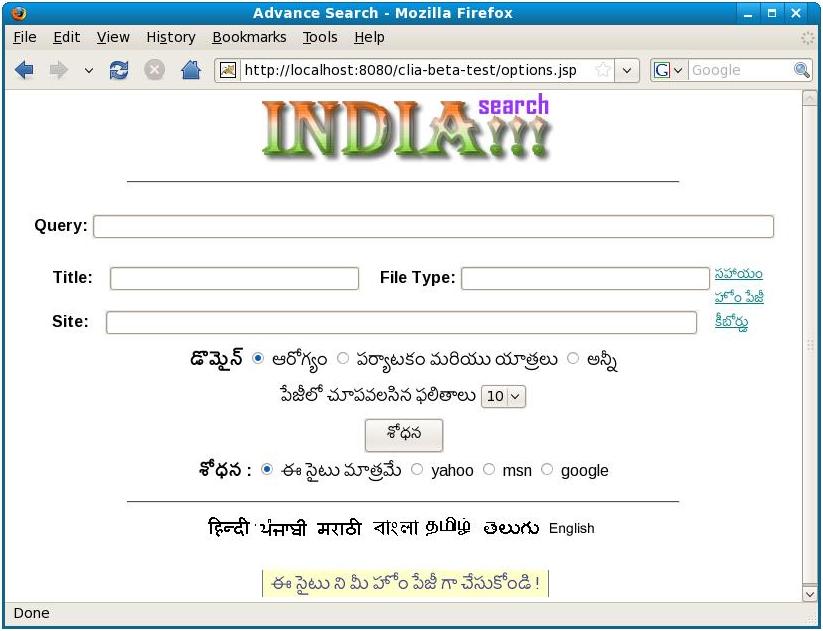 Advance Search - Mozilla Firefox
File Edit View History Bookmarks Tools Help
http://localhost:8080/clia-beta-test/options.jsp G Google
INDIA!!! search
Query:
Title: File Type: సహాయం
హోం పేజీ
Site: కీబోర్డు
డొమైన్ ఆరోగ్యం పర్యాటకం మరియు యాత్రలు అన్నీ
పేజీలో చూపవలసిన ఫలితాలు 10
శోధన
శోధన : ఈ సైటు మాత్రమే yahoo msn google
हिन्दी ਪੰਜਾਬੀ मराठी বাংলা தமிழ் తెలుగు English
ఈ సైటు ని మీ హోం పేజీ గా చేసుకోండి !
Done